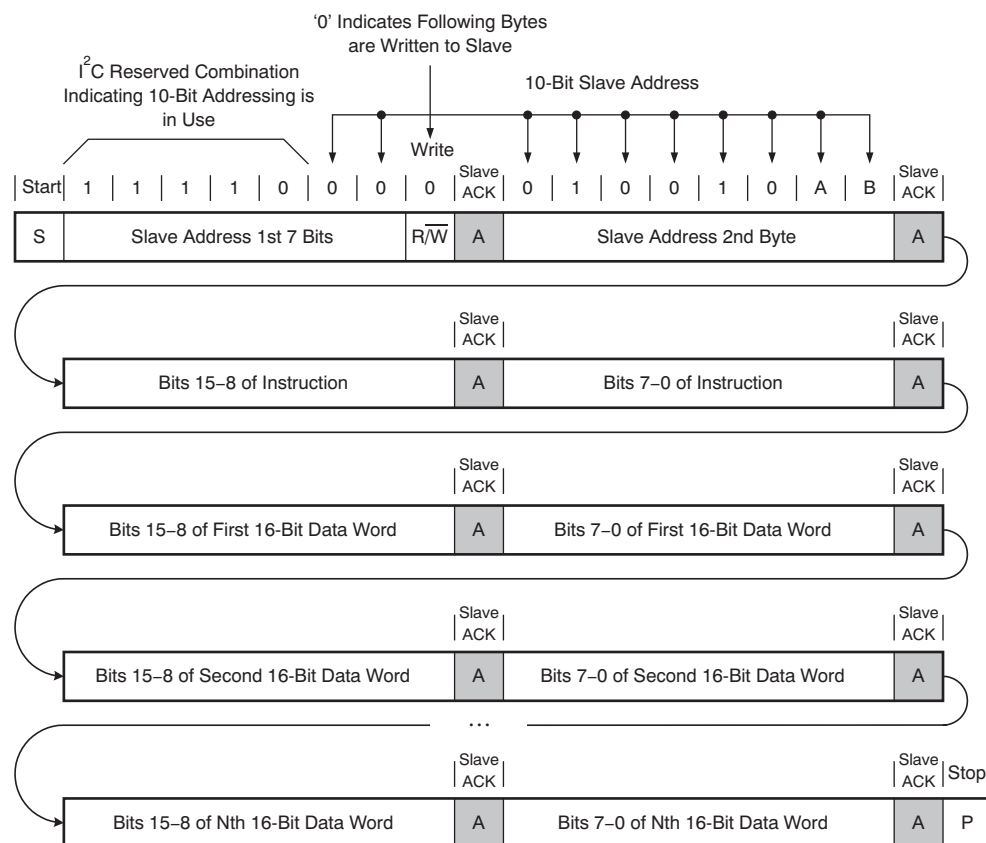 ‘0’ Indicates Following Bytes
are Written to Slave
I2C Reserved Combination
Indicating 10-Bit Addressing is
in Use
10-Bit Slave Address
Write
Start 1 1 1 1 0 0 0 0 Slave ACK 0 1 0 0 1 0 A B Slave ACK
S Slave Address 1st 7 Bits R/W A Slave Address 2nd Byte A
Slave ACK Slave ACK
Bits 15–8 of Instruction A Bits 7–0 of Instruction A
Slave ACK Slave ACK
Bits 15–8 of First 16-Bit Data Word A Bits 7–0 of First 16-Bit Data Word A
Slave ACK Slave ACK
Bits 15–8 of Second 16-Bit Data Word A Bits 7–0 of Second 16-Bit Data Word A
...
Slave ACK Slave ACK Stop
Bits 15–8 of Nth 16-Bit Data Word A Bits 7–0 of Nth 16-Bit Data Word A P